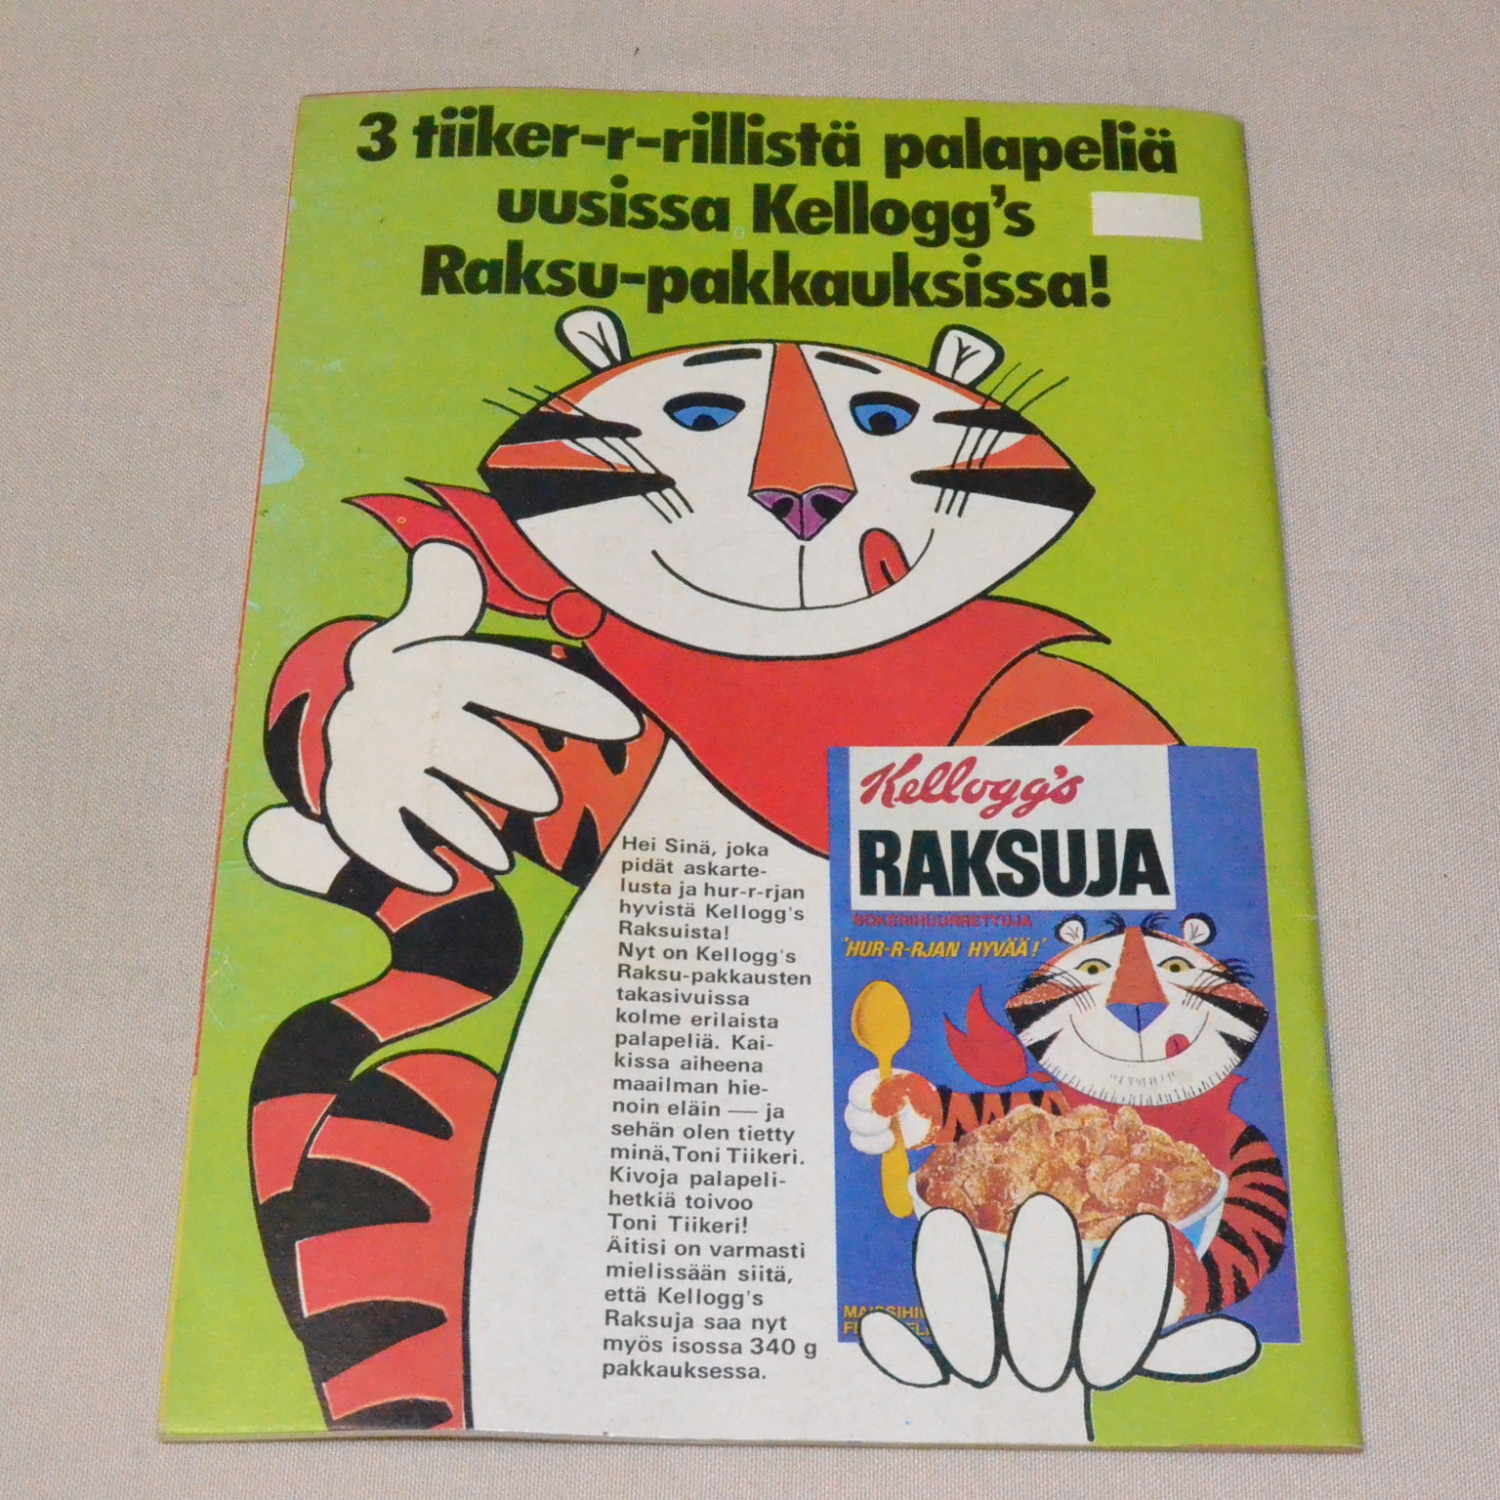 3 tiiker-r-rillistä palapeliä
uusissa Kellogg's
Raksu-pakkauksissa!
Hei Sinä, joka
pidät askarte-
lusta ja hur-r-rjan
hyvistä Kellogg's
Raksuista!
Nyt on Kellogg's
Raksu-pakkausten
takasivuissa
kolme erilaista
palapeliä. Kai-
kissa aiheena
maailman hie-
noin eläin — ja
sehän olen tietty
minä, Toni Tiikeri.
Kivoja palapeli-
hetkiä toivoo
Toni Tiikeri!
Äitisi on varmasti
mielissään siitä,
että Kellogg's
Raksuja saa nyt
myös isossa 340 g
pakkauksessa.
Kellogg's
RAKSUJA
SOKERIHUURRETTUJA
'HUR-R-RJAN HYVÄÄ!'